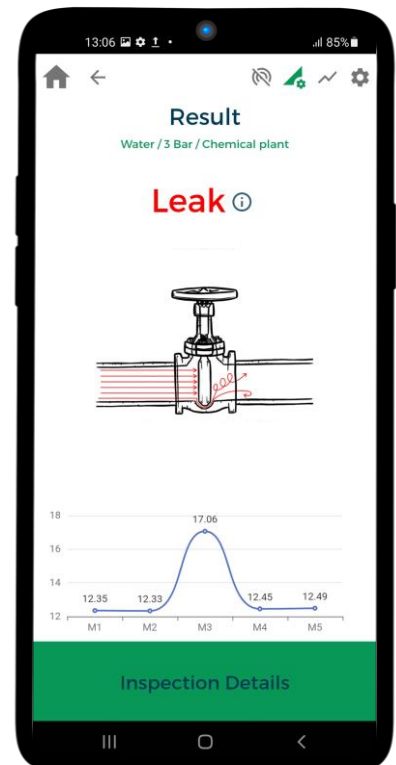 13:06
85%
Result
Water / 3 Bar / Chemical plant
Leak
18
17.06
16
14
12.35 12.33 12.45 12.49
12
M1 M2 M3 M4 M5
Inspection Details